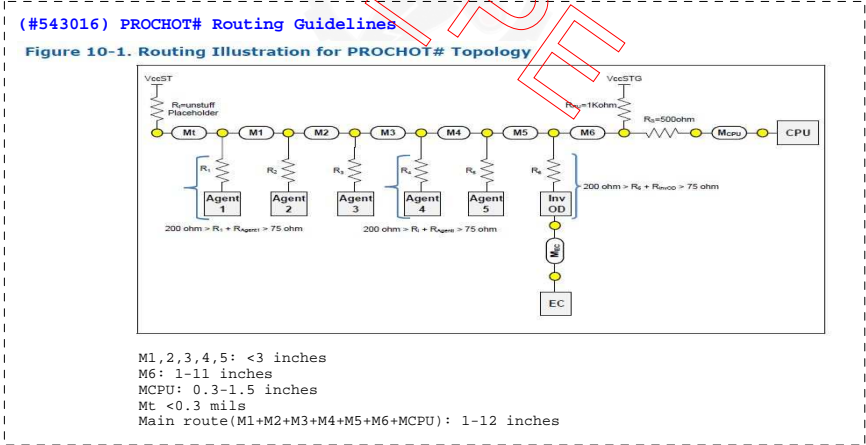 (#543016) PROCHOT# Routing Guidelines
Figure 10-1. Routing Illustration for PROCHOT# Topology
VccST
VccSTG
Rt=unstuff
Placeholder
RPU=1Kohm
RS=500ohm
Mt
M1
M2
M3
M4
M5
M6
MCPU
CPU
R1
R2
R3
R4
R5
R6
Agent
1
Agent
2
Agent
3
Agent
4
Agent
5
Inv
OD
200 ohm > R6 + RInvOD > 75 ohm
200 ohm > R1 + RAgent1 > 75 ohm
200 ohm > Ri + RAgenti > 75 ohm
MEC
EC
M1,2,3,4,5: <3 inches
M6: 1-11 inches
MCPU: 0.3-1.5 inches
Mt <0.3 mils
Main route(M1+M2+M3+M4+M5+M6+MCPU): 1-12 inches